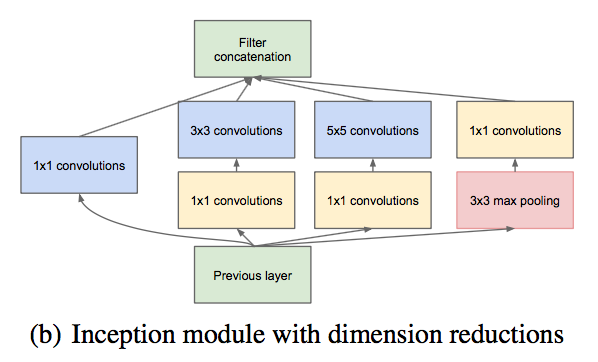 Filter
concatenation
3x3 convolutions
5x5 convolutions
1x1 convolutions
1x1 convolutions
1x1 convolutions
1x1 convolutions
3x3 max pooling
Previous layer
(b) Inception module with dimension reductions